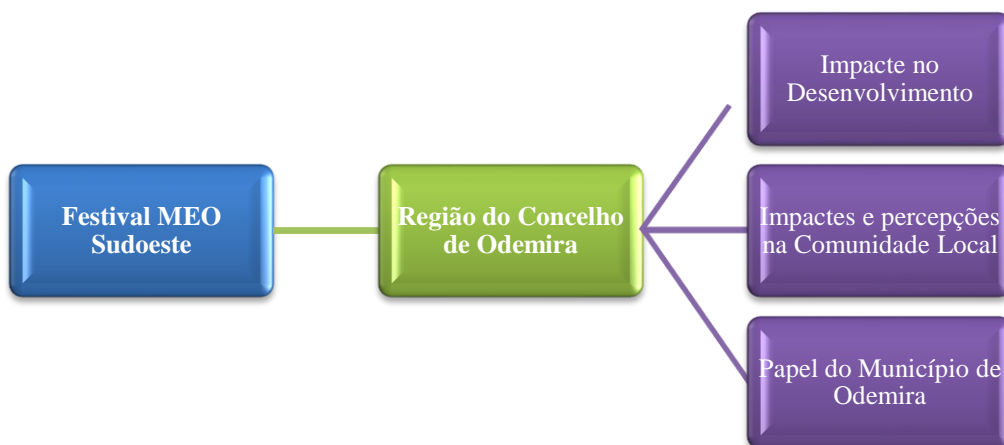 Festival MEO
Sudoeste
Região do Concelho
de Odemira
Impacte no
Desenvolvimento
Impactes e percepções
na Comunidade Local
Papel do Município de
Odemira